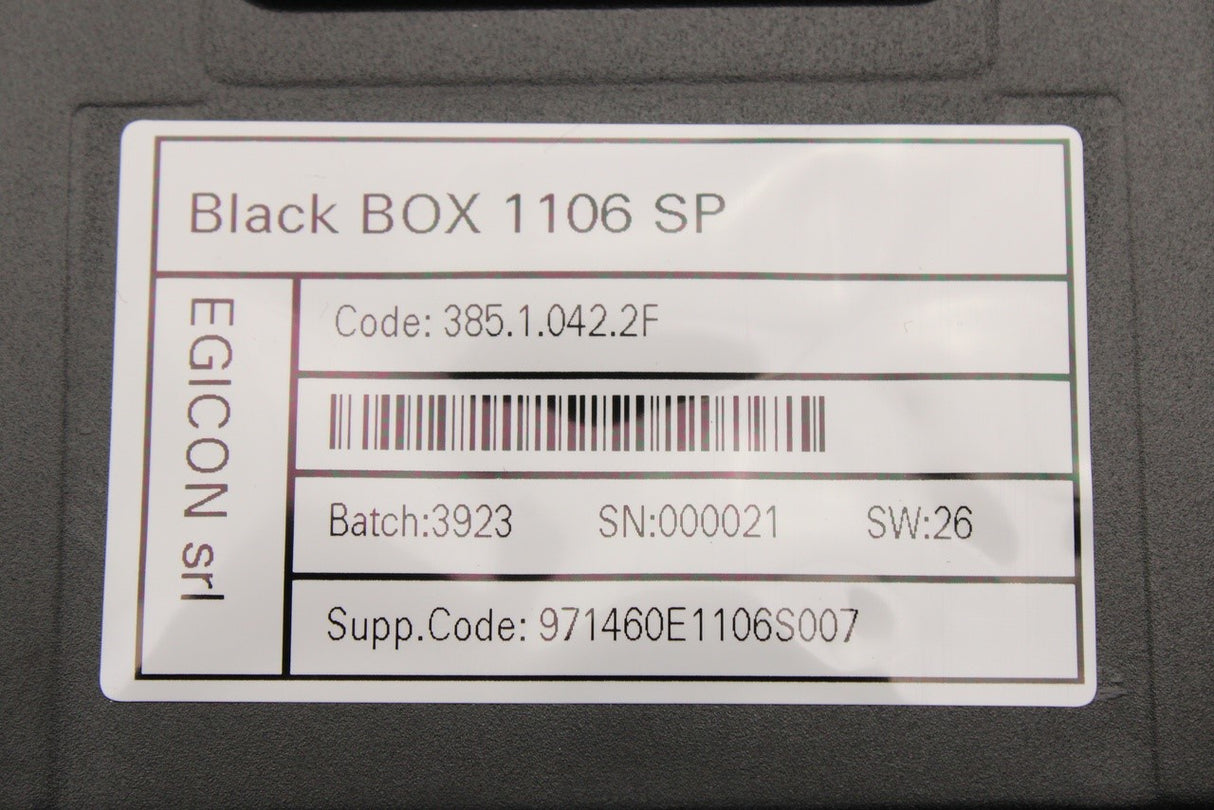 Black BOX 1106 SP
EGICON srl
Code: 385.1.042.2F
Batch:3923 SN:000021 SW:26
Supp.Code: 971460E1106S007